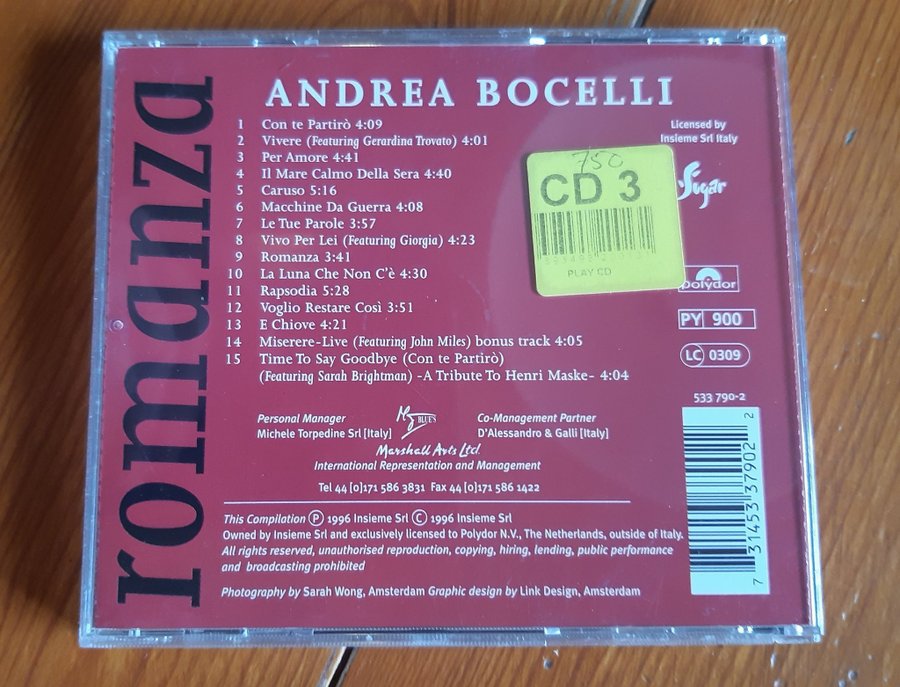 romanza
ANDREA BOCELLI
1 Con te Partirò 4:09
2 Vivere (Featuring Gerardina Trovato) 4:01
3 Per Amore 4:41
4 Il Mare Calmo Della Sera 4:40
5 Caruso 5:16
6 Macchine Da Guerra 4:08
7 Le Tue Parole 3:57
8 Vivo Per Lei (Featuring Giorgia) 4:23
9 Romanza 3:41
10 La Luna Che Non C'è 4:30
11 Rapsodia 5:28
12 Voglio Restare Così 3:51
13 E Chiove 4:21
14 Miserere-Live (Featuring John Miles) bonus track 4:05
15 Time To Say Goodbye (Con te Partirò)
(Featuring Sarah Brightman) -A Tribute To Henri Maske- 4:04
Licensed by
Insieme Srl Italy
750
CD 3
PLAY CD
Sugar
polydor
PY 900
LC 0309
533 790-2
7 31453 37902 2
Personal Manager
Michele Torpedine Srl [Italy]
BLUES
Co-Management Partner
D'Alessandro & Galli [Italy]
Marshall Arts Ltd
International Representation and Management
Tel 44 [0]171 586 3831 Fax 44 [0]171 586 1422
This Compilation ℗ 1996 Insieme Srl © 1996 Insieme Srl
Owned by Insieme Srl and exclusively licensed to Polydor N.V., The Netherlands, outside of Italy.
All rights reserved, unauthorised reproduction, copying, hiring, lending, public performance
and broadcasting prohibited
Photography by Sarah Wong, Amsterdam Graphic design by Link Design, Amsterdam